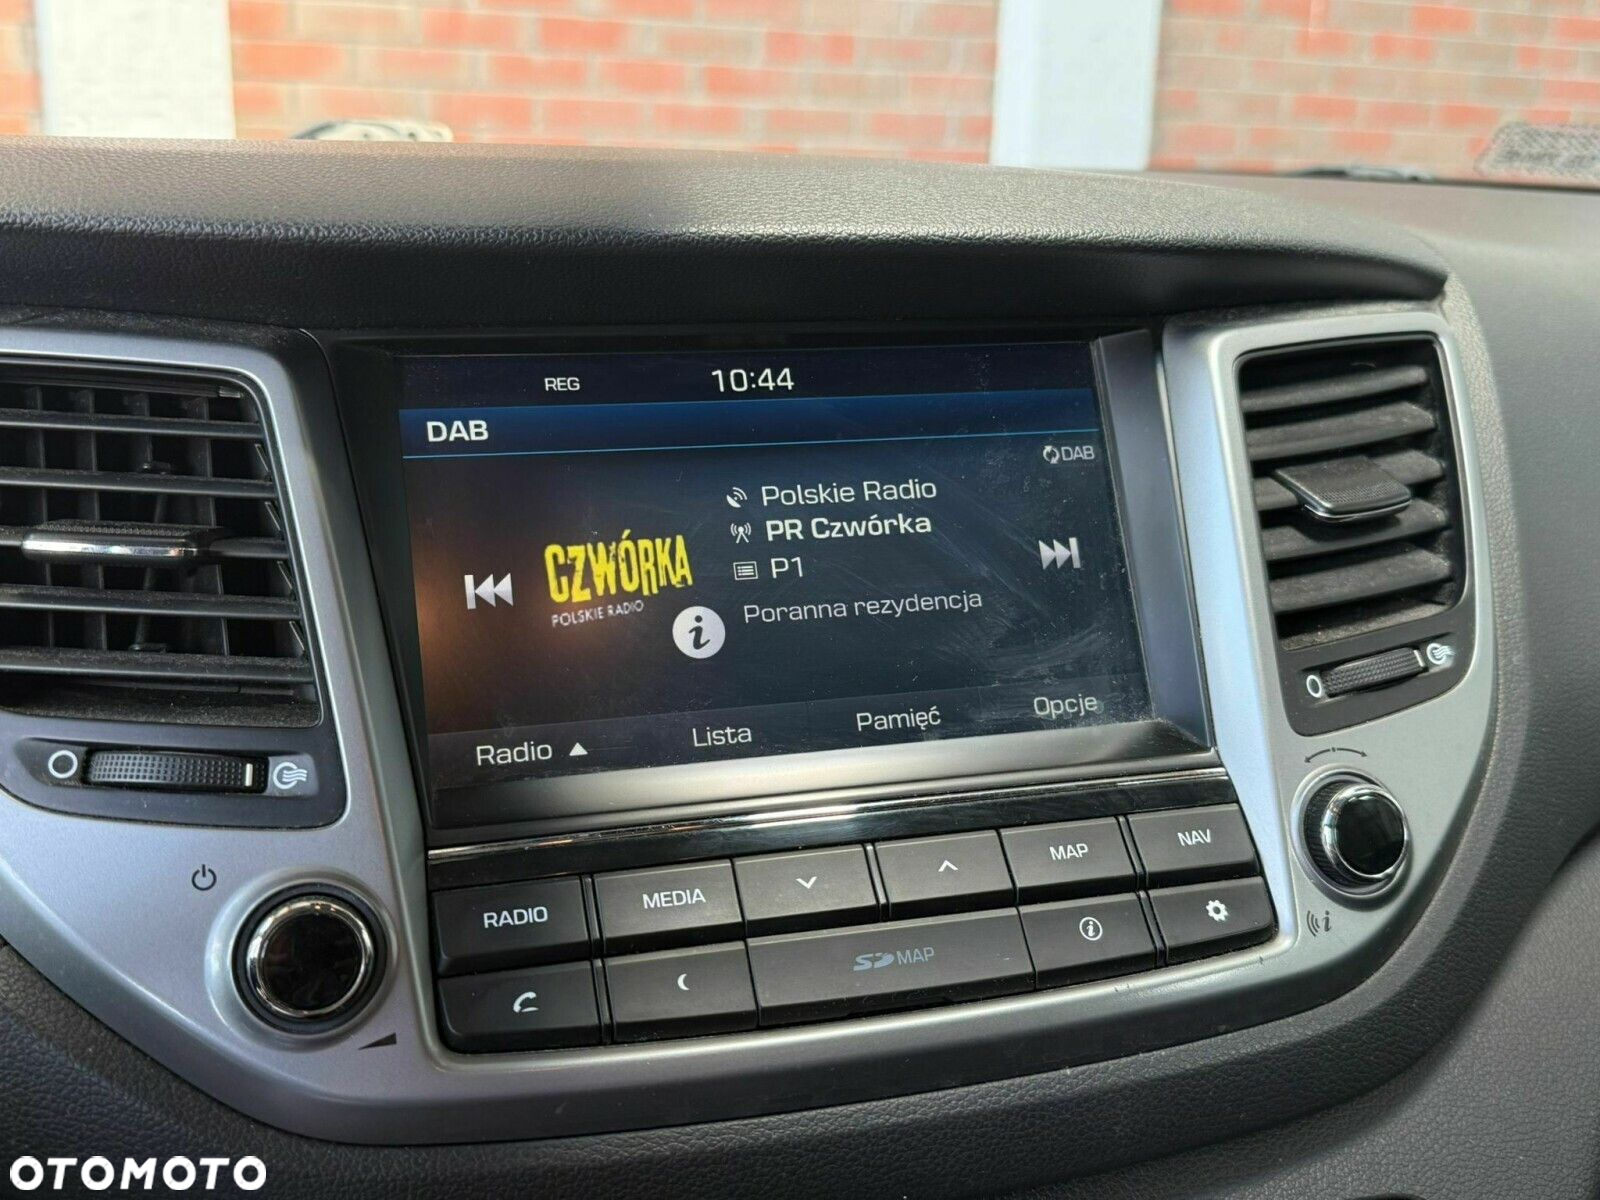 REG 10:44
DAB
DAB
Polskie Radio
PR Czwórka
P1
Poranna rezydencja
CZWÓRKA
POLSKIE RADIO
i
Radio ▲ Lista Pamięć Opcje
RADIO MEDIA MAP NAV
SD MAP i
i
OTOMOTO